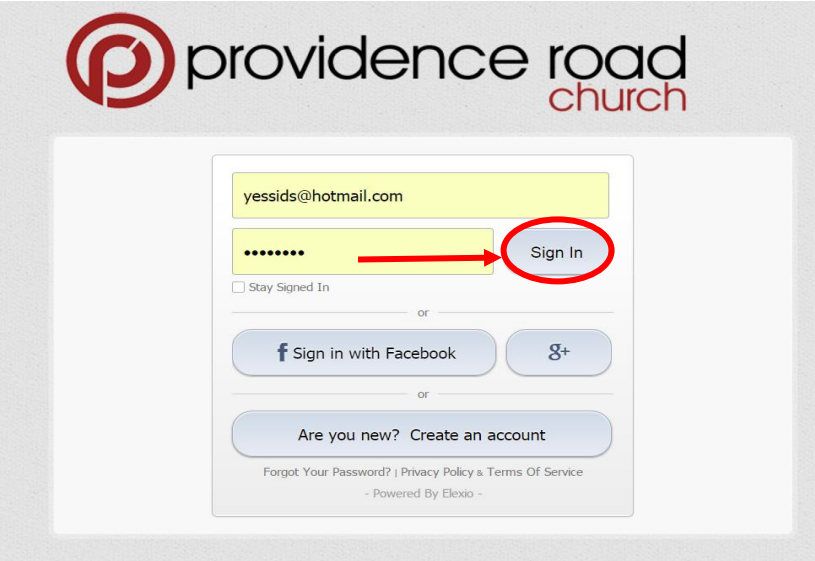 providence road
church
yessids@hotmail.com
•••••••• Sign In
Stay Signed In
or
f Sign in with Facebook g+
or
Are you new? Create an account
Forgot Your Password? | Privacy Policy & Terms Of Service
- Powered By Elexio -